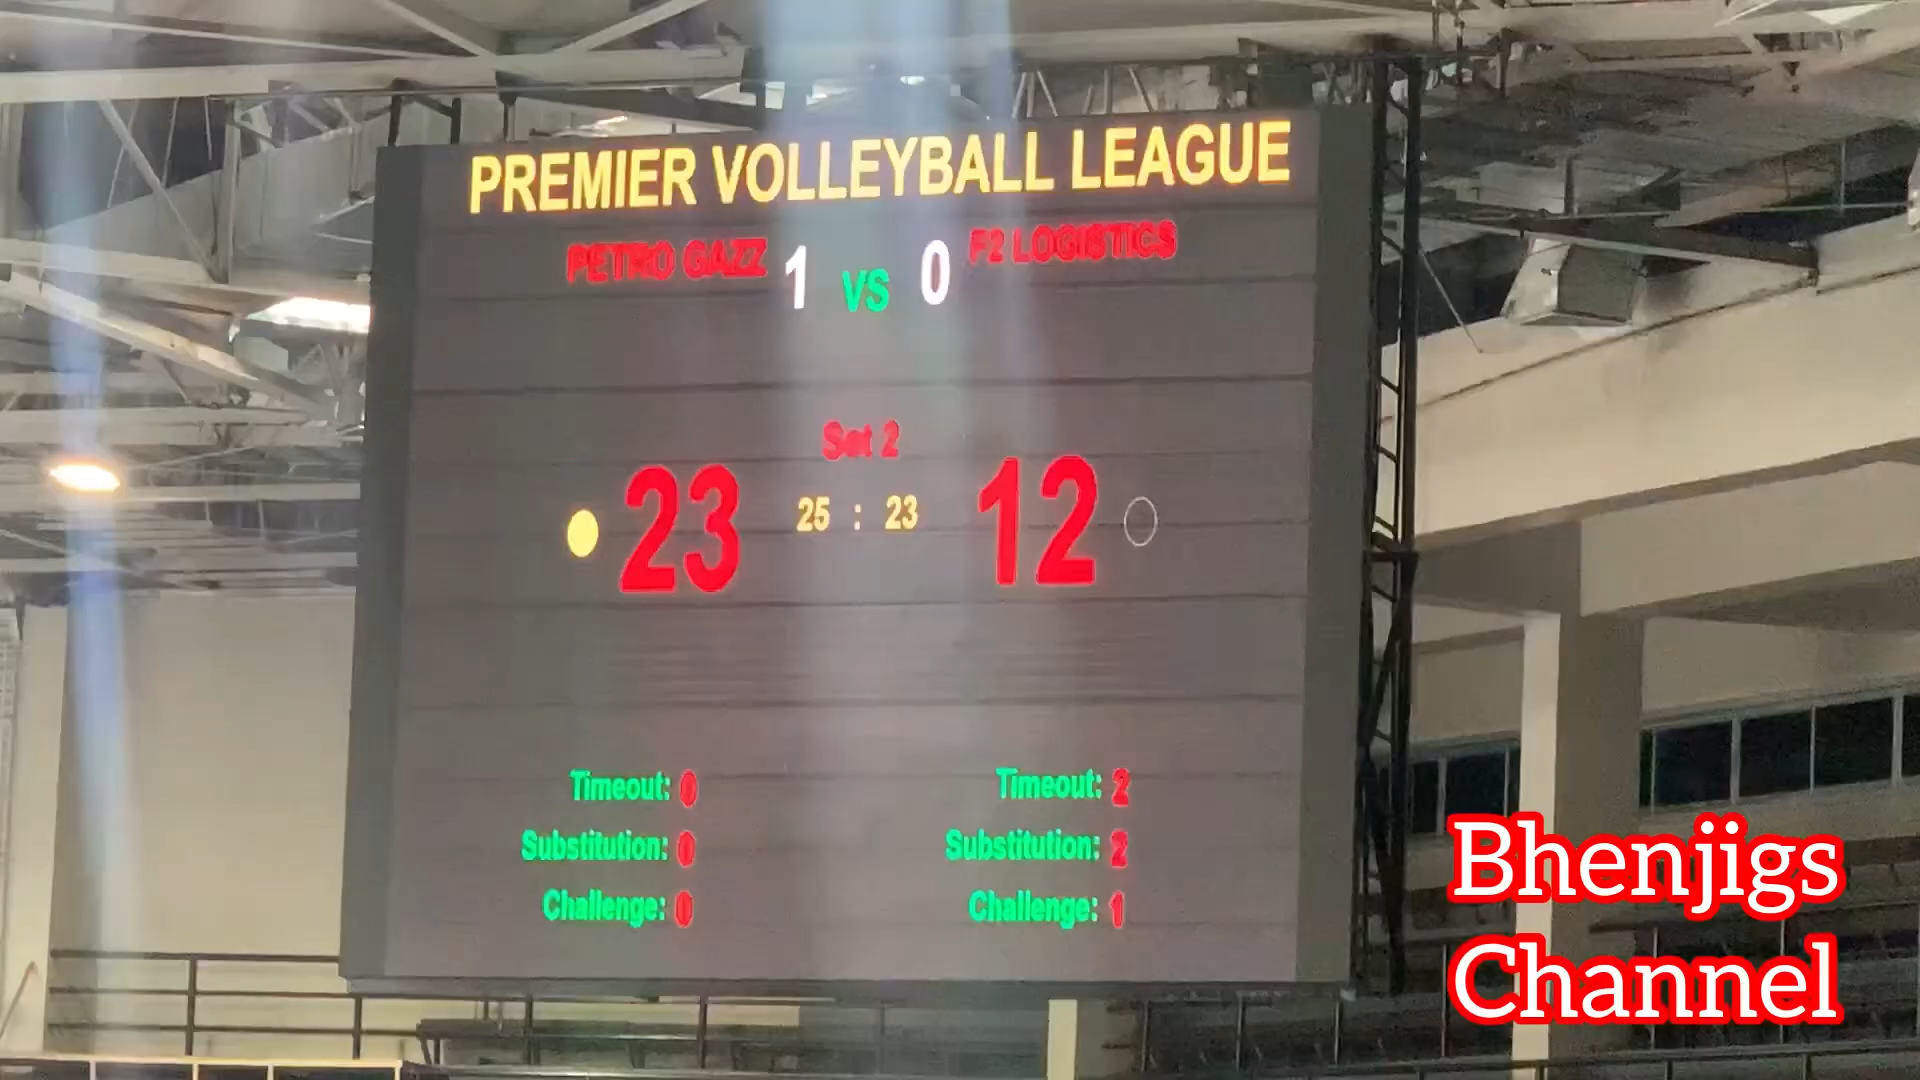 PREMIER VOLLEYBALL LEAGUE
PETRO GAZZ 1 VS 0 F2 LOGISTICS
Set 2
23 25 : 23 12
Timeout: 0 Timeout: 2
Substitution: 0 Substitution: 2
Challenge: 0 Challenge: 1
Bhenjigs
Channel